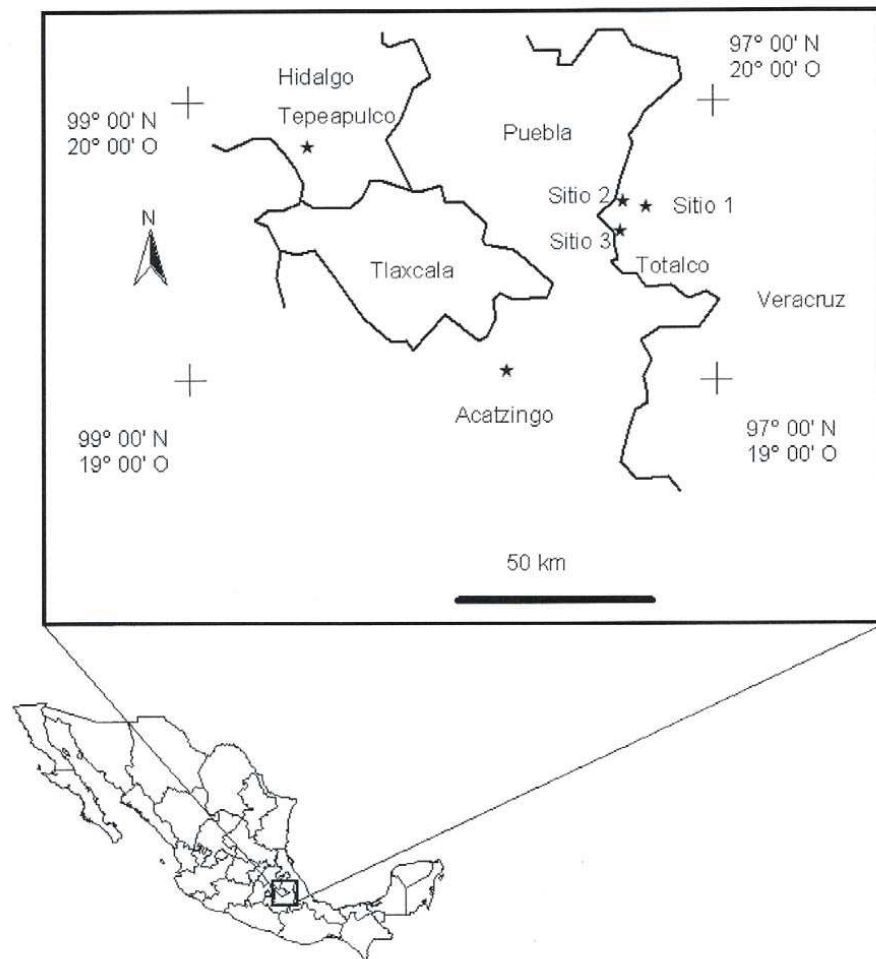 97° 00' N
20° 00' O
Hidalgo
99° 00' N
20° 00' O
Tepeapulco
Puebla
Sitio 2
Sitio 1
N
Sitio 3
Tlaxcala
Totalco
Veracruz
Acatzingo
99° 00' N
19° 00' O
97° 00' N
19° 00' O
50 km